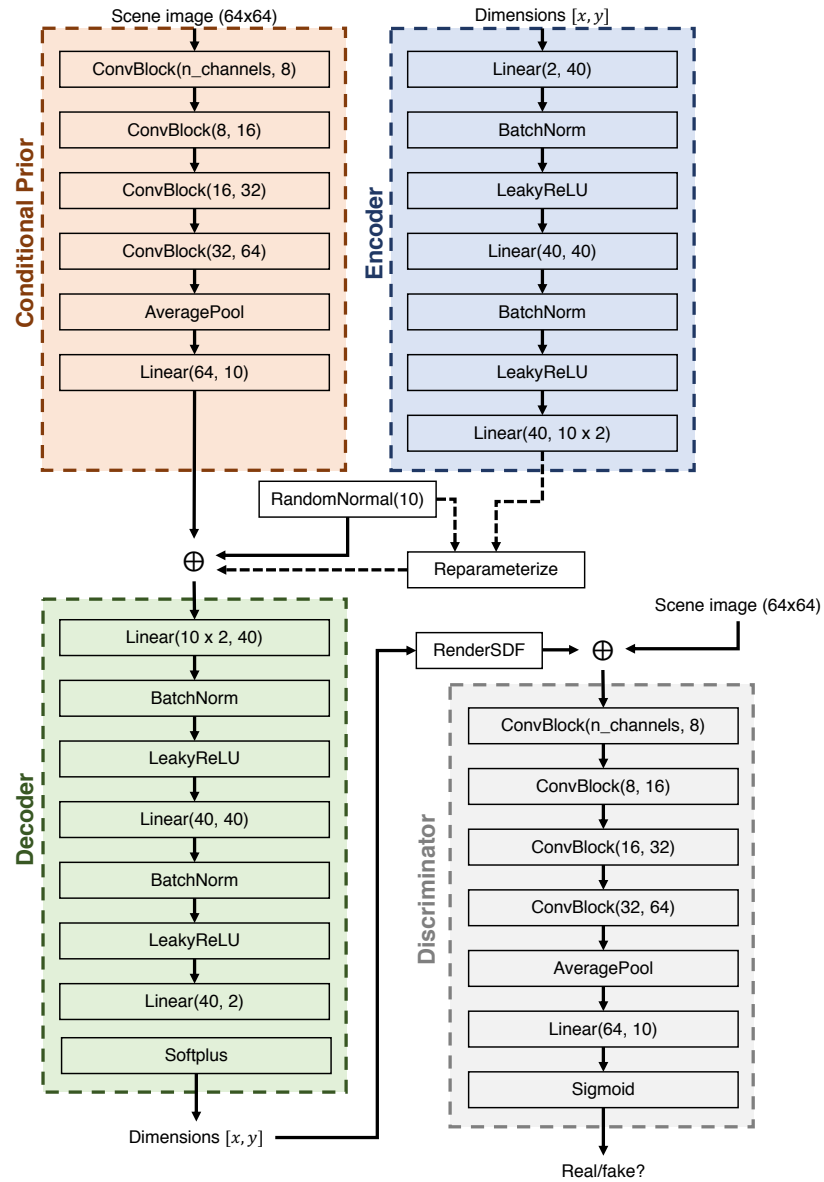 Scene image (64x64)
Conditional Prior
ConvBlock(n_channels, 8)
ConvBlock(8, 16)
ConvBlock(16, 32)
ConvBlock(32, 64)
AveragePool
Linear(64, 10)
Dimensions [x, y]
Encoder
Linear(2, 40)
BatchNorm
LeakyReLU
Linear(40, 40)
BatchNorm
LeakyReLU
Linear(40, 10 x 2)
RandomNormal(10)
⊕
Reparameterize
Decoder
Linear(10 x 2, 40)
BatchNorm
LeakyReLU
Linear(40, 40)
BatchNorm
LeakyReLU
Linear(40, 2)
Softplus
Dimensions [x, y]
Scene image (64x64)
RenderSDF
⊕
Discriminator
ConvBlock(n_channels, 8)
ConvBlock(8, 16)
ConvBlock(16, 32)
ConvBlock(32, 64)
AveragePool
Linear(64, 10)
Sigmoid
Real/fake?